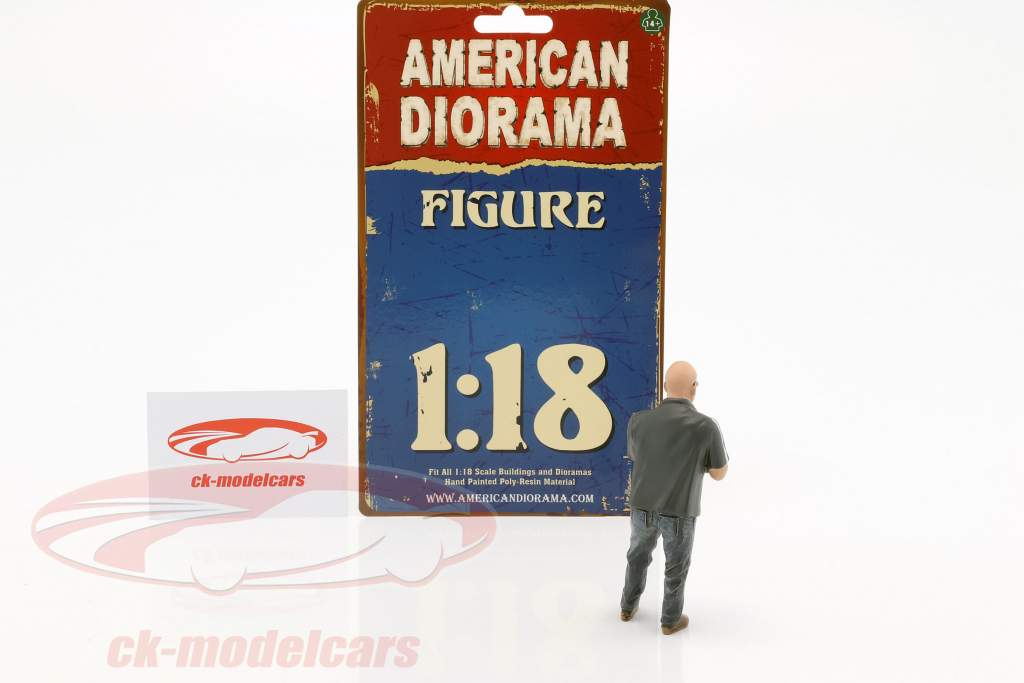 14+
AMERICAN
DIORAMA
FIGURE
1:18
Fit All 1:18 Scale Buildings and Dioramas
Hand Painted Poly-Resin Material
WWW.AMERICANDIORAMA.COM
ck-modelcars
ck-modelcars